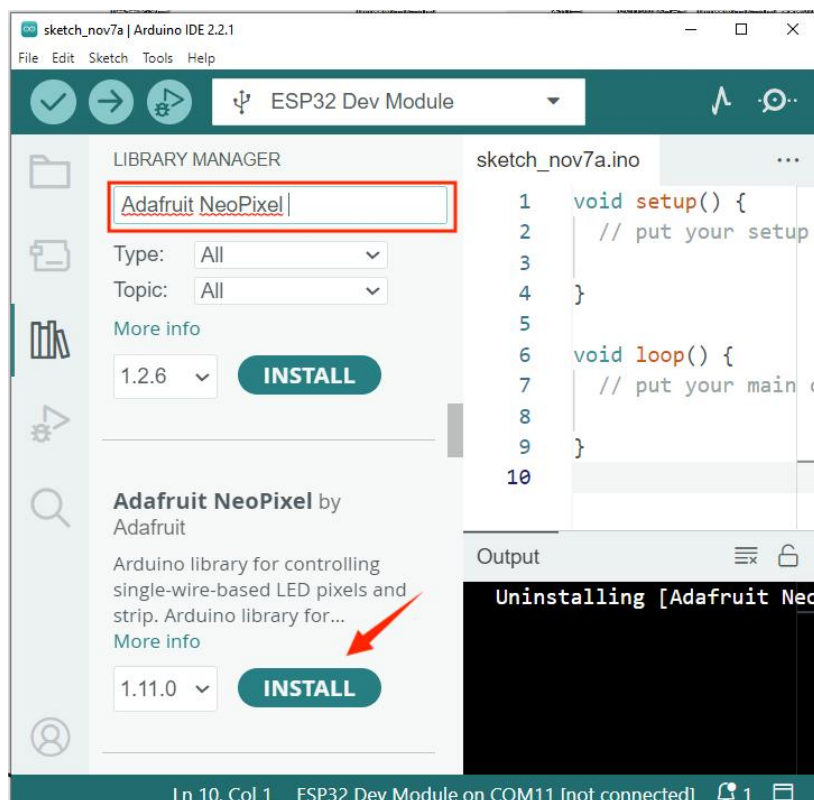 sketch_nov7a | Arduino IDE 2.2.1
File Edit Sketch Tools Help
ESP32 Dev Module
LIBRARY MANAGER
Adafruit NeoPixel
Type: All
Topic: All
More info
1.2.6 INSTALL
Adafruit NeoPixel by
Adafruit
Arduino library for controlling
single-wire-based LED pixels and
strip. Arduino library for...
More info
1.11.0 INSTALL
sketch_nov7a.ino ...
1 void setup() {
2 // put your setup
3
4 }
5
6 void loop() {
7 // put your main
8
9 }
10
Output
Uninstalling [Adafruit
Ln 10, Col 1 ESP32 Dev Module on COM11 [not connected] 1